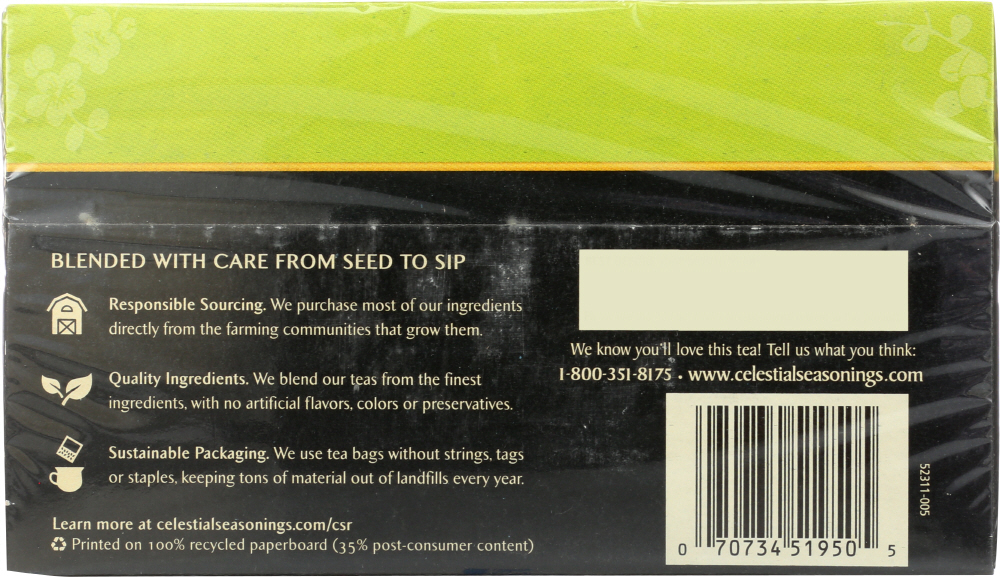 BLENDED WITH CARE FROM SEED TO SIP
Responsible Sourcing. We purchase most of our ingredients
directly from the farming communities that grow them.
Quality Ingredients. We blend our teas from the finest
ingredients, with no artificial flavors, colors or preservatives.
Sustainable Packaging. We use tea bags without strings, tags
or staples, keeping tons of material out of landfills every year.
Learn more at celestialseasonings.com/csr
Printed on 100% recycled paperboard (35% post-consumer content)
We know you'll love this tea! Tell us what you think:
1-800-351-8175 • www.celestialseasonings.com
0 70734 51950 5
52311-005